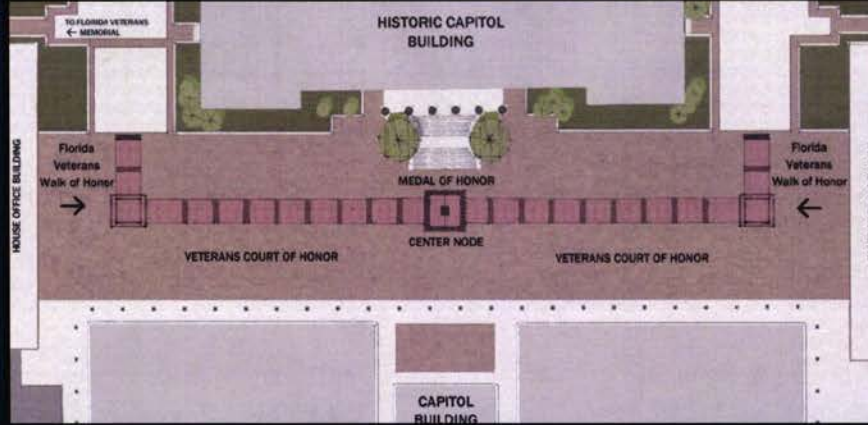 TO FLORIDA VETERANS
← MEMORIAL
HISTORIC CAPITOL
BUILDING
HOUSE OFFICE BUILDING
Florida
Veterans
Walk of Honor
→
MEDAL OF HONOR
CENTER NODE
VETERANS COURT OF HONOR
VETERANS COURT OF HONOR
Florida
Veterans
Walk of Honor
←
CAPITOL
BUILDING